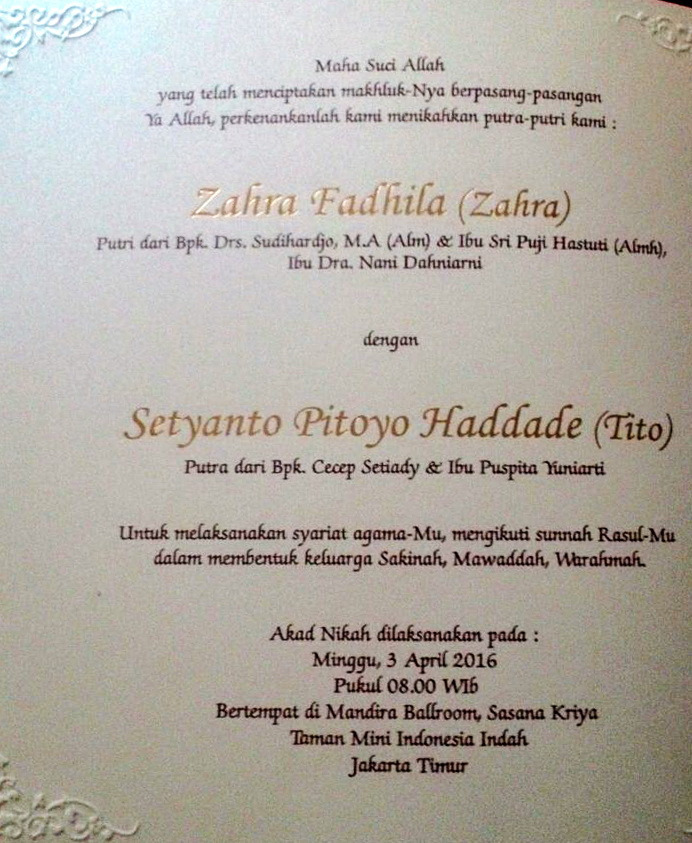 Maha Suci Allah
yang telah menciptakan makhluk-Nya berpasang-pasangan
Ya Allah, perkenankanlah kami menikahkan putra-putri kami :
Zahra Fadhila (Zahra)
Putri dari Bpk. Drs. Sudihardjo, M.A (Alm) & Ibu Sri Puji Hastuti (Almh),
Ibu Dra. Nani Dahniarni
dengan
Setyanto Pitoyo Haddade (Tito)
Putra dari Bpk. Cecep Setiady & Ibu Puspita Yuniarti
Untuk melaksanakan syariat agama-Mu, mengikuti sunnah Rasul-Mu
dalam membentuk keluarga Sakinah, Mawaddah, Warahmah.
Akad Nikah dilaksanakan pada :
Minggu, 3 April 2016
Pukul 08.00 WIb
Bertempat di Mandira Ballroom, Sasana Kriya
Taman Mini Indonesia Indah
Jakarta Timur